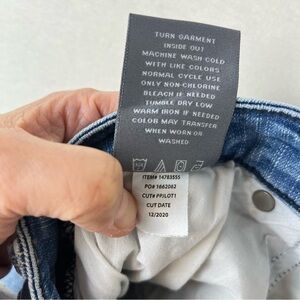 TURN GARMENT
INSIDE OUT
MACHINE WASH COLD
WITH LIKE COLORS
NORMAL CYCLE USE
ONLY NON-CHLORINE
BLEACH IF NEEDED
TUMBLE DRY LOW
WARM IRON IF NEEDED
COLOR MAY TRANSFER
WHEN WORN OR
WASHED
ITEM# 14783555
PO# 1662062
CUT# PPILOT1
CUT DATE
12/2020